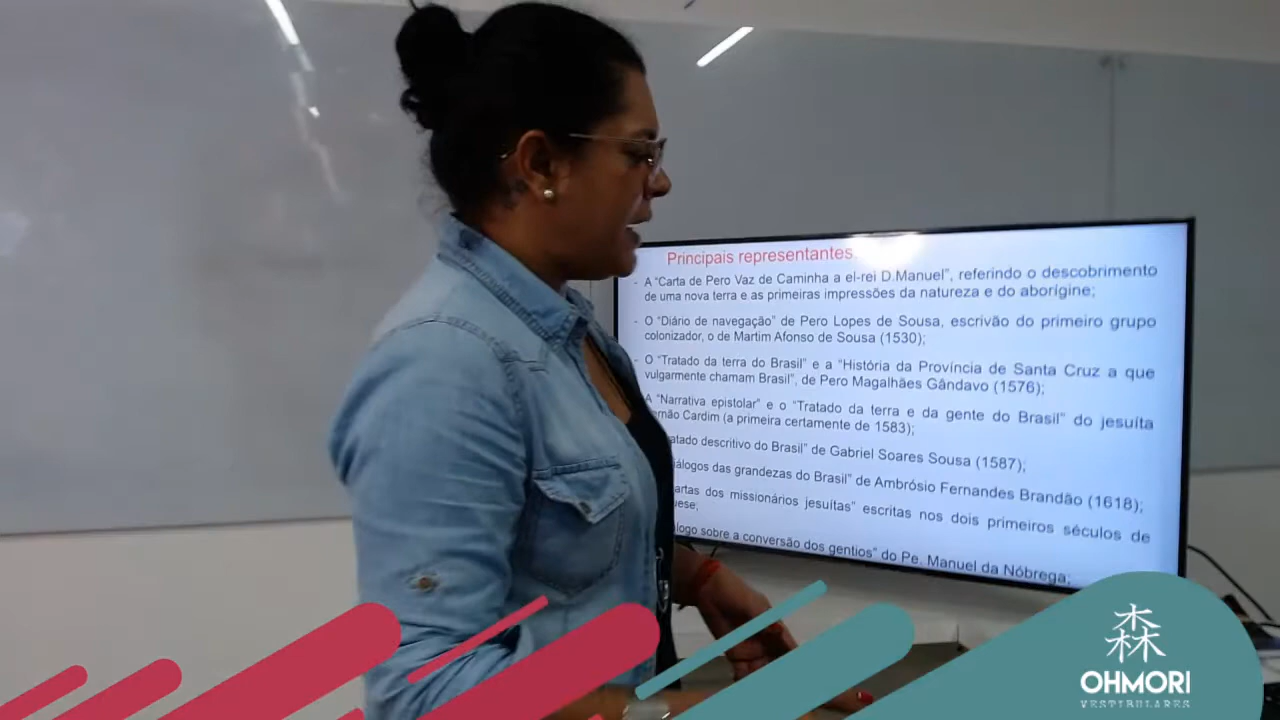 Principais representantes:
- A “Carta de Pero Vaz de Caminha a el-rei D.Manuel”, referindo o descobrimento
de uma nova terra e as primeiras impressões da natureza e do aborígine;
- O “Diário de navegação” de Pero Lopes de Sousa, escrivão do primeiro grupo
colonizador, o de Martim Afonso de Sousa (1530);
- O “Tratado da terra do Brasil” e a “História da Província de Santa Cruz a que
vulgarmente chamam Brasil”, de Pero Magalhães Gândavo (1576);
A “Narrativa epistolar” e o “Tratado da terra e da gente do Brasil” do jesuíta
Cardim (a primeira certamente de 1583);
descritivo do Brasil” de Gabriel Soares Sousa (1587);
das grandezas do Brasil” de Ambrósio Fernandes Brandão (1618);
dos missionários jesuítas” escritas nos dois primeiros séculos de
sobre a conversão dos gentios” do Pe. Manuel da Nóbrega;
森
OHMORI
VESTIBULARES